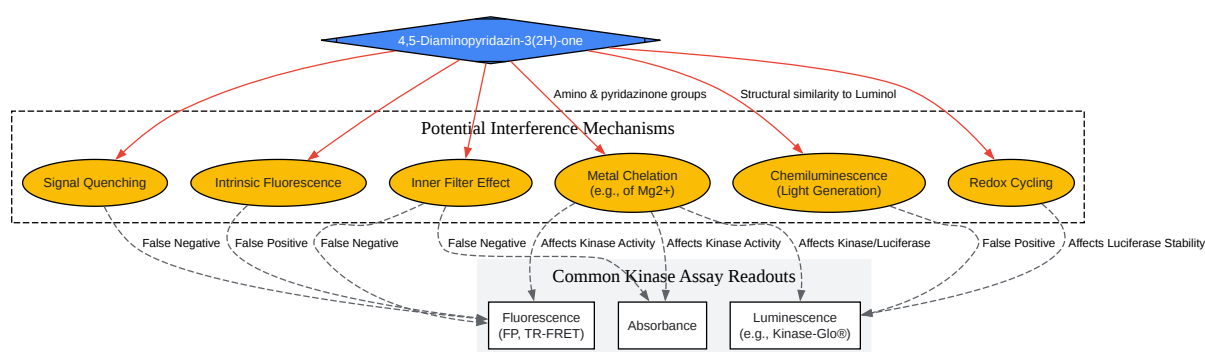 4,5-Diaminopyridazin-3(2H)-one
Amino & pyridazinone groups
Structural similarity to Luminol
Potential Interference Mechanisms
Signal Quenching
Intrinsic Fluorescence
Inner Filter Effect
Metal Chelation
(e.g., of Mg2+)
Chemiluminescence
(Light Generation)
Redox Cycling
False Negative
False Positive
False Negative
False Negative
Affects Kinase Activity
Affects Kinase Activity
Affects Kinase/Luciferase
False Positive
Affects Luciferase Stability
Common Kinase Assay Readouts
Fluorescence
(FP, TR-FRET)
Absorbance
Luminescence
(e.g., Kinase-Glo®)